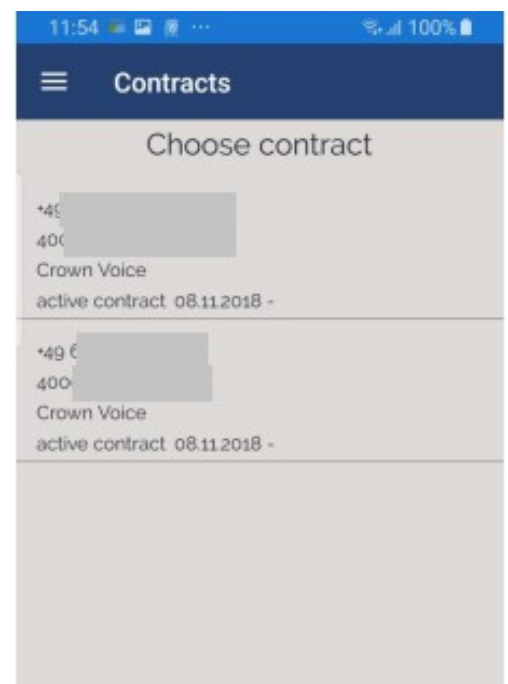 11:54 ... 100%
Contracts
Choose contract
+49
400
Crown Voice
active contract 08.11.2018 -
+49 6
400
Crown Voice
active contract 08.11.2018 -